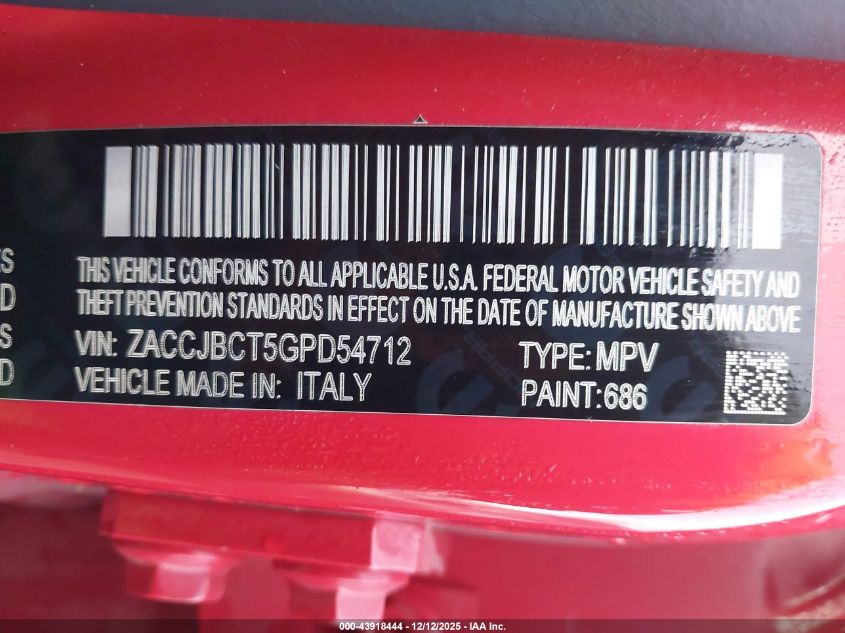 THIS VEHICLE CONFORMS TO ALL APPLICABLE U.S.A. FEDERAL MOTOR VEHICLE SAFETY AND
ES
THEFT PREVENTION STANDARDS IN EFFECT ON THE DATE OF MANUFACTURE SHOWN ABOVE
D
VIN: ZACCJBCT5GPD54712 TYPE: MPV
S
VEHICLE MADE IN: ITALY PAINT:686
D
000-43918444 - 12/12/2025 - IAA Inc.